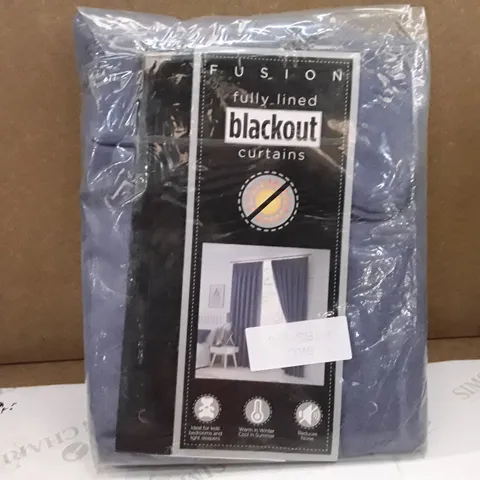 FUSION
fully lined
blackout
curtains
Ideal for kids
bedrooms and
light sleepers
Warm in Winter
Cool in Summer
Reduces
Noise